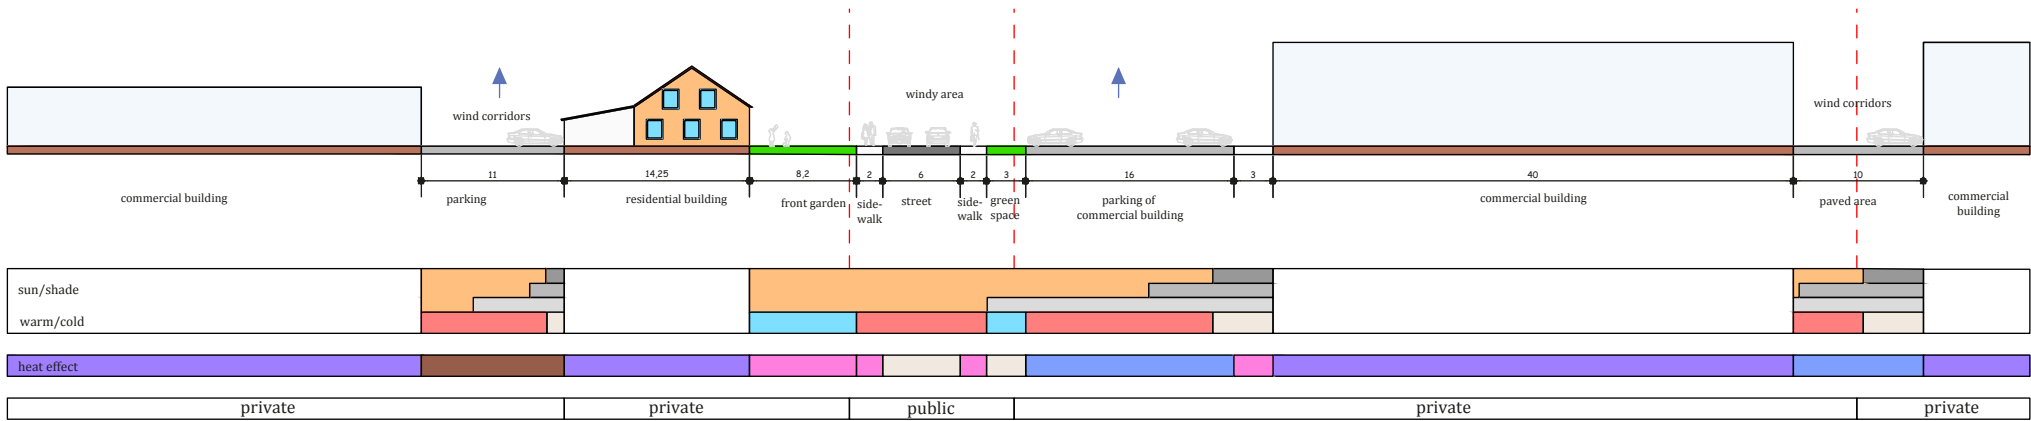 windy area
wind corridors
wind corridors
11
14,25
8,2
2
6
2
3
16
3
40
10
commercial building
parking
residential building
front garden
side-
walk
street
side-
walk
green
space
parking of
commercial building
commercial building
paved area
commercial
building
sun/shade
warm/cold
heat effect
private
private
public
private
private